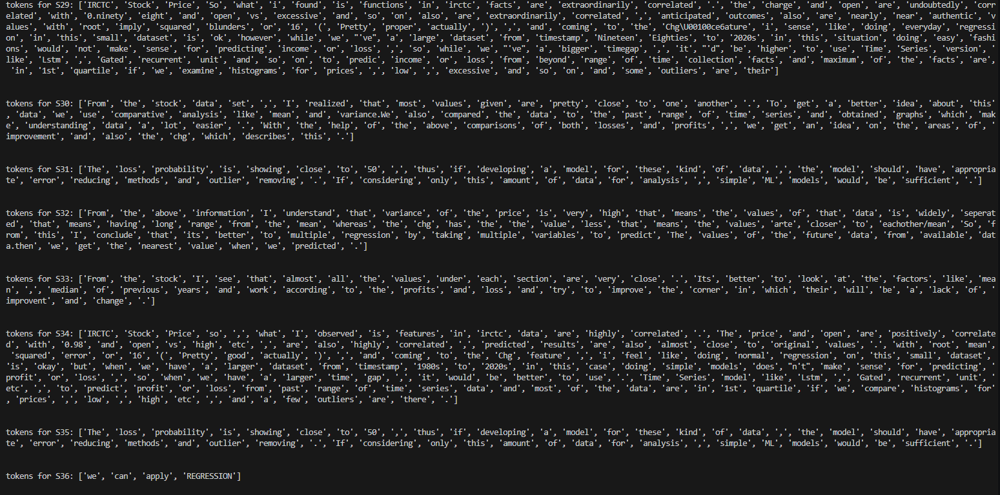 tokens for S29: ['IRCTC', 'Stock', 'Price', 'So', 'what', 'i', 'found', 'is', 'functions', 'in', 'irctc', 'facts', 'are', 'extraordinarily', 'correlated', '.', 'the', 'charge', 'and', 'open', 'are', 'undoubtedly', 'corr
elated', 'with', '0.ninety', 'eight', 'and', 'open', 'vs', 'excessive', 'and', 'so', 'on', 'also', 'are', 'extraordinarily', 'correlated', ',', 'anticipated', 'outcomes', 'also', 'are', 'nearly', 'near', 'authentic', 'v
alues', 'with', 'root', 'imply', 'squared', 'blunders', 'or', '16', '(', 'Pretty', 'proper', 'actually', ')', ',', 'and', 'coming', 'to', 'the', 'Chg\U00100ce6ature', 'i', 'sense', 'like', 'doing', 'everyday', 'regressi
on', 'in', 'this', 'small', 'dataset', 'is', 'ok', 'however', 'while', 'we', "'ve", 'a', 'large', 'dataset', 'from', 'timestamp', 'Nineteen', 'Eighties', 'to', '2020s', 'in', 'this', 'situation', 'doing', 'easy', 'fashi
ons', 'would', 'not', 'make', 'sense', 'for', 'predicting', 'income', 'or', 'loss', ',', 'so', 'while', 'we', "'ve", 'a', 'bigger', 'timegap', ',', 'it', "'d", 'be', 'higher', 'to', 'use', 'Time', 'Series', 'version',
'like', 'Lstm', ',', 'Gated', 'recurrent', 'unit', 'and', 'so', 'on', 'to', 'predic', 'income', 'or', 'loss', 'from', 'beyond', 'range', 'of', 'time', 'collection', 'facts', 'and', 'maximum', 'of', 'the', 'facts', 'are',
'in', '1st', 'quartile', 'if', 'we', 'examine', 'histograms', 'for', 'prices', ',', 'low', ',', 'excessive', 'and', 'so', 'on', 'and', 'some', 'outliers', 'are', 'their']
tokens for S30: ['From', 'the', 'stock', 'data', 'set', ',', 'I', 'realized', 'that', 'most', 'values', 'given', 'are', 'pretty', 'close', 'to', 'one', 'another', '.', 'To', 'get', 'a', 'better', 'idea', 'about', 'this'
, 'data', 'we', 'use', 'comparative', 'analysis', 'like', 'mean', 'and', 'variance.We', 'also', 'compared', 'the', 'data', 'to', 'the', 'past', 'range', 'of', 'time', 'series', 'and', 'obtained', 'graphs', 'which', 'mak
e', 'understanding', 'data', 'a', 'lot', 'easier', '.', 'With', 'the', 'help', 'of', 'the', 'above', 'comparisons', 'of', 'both', 'losses', 'and', 'profits', ',', 'we', 'get', 'an', 'idea', 'on', 'the', 'areas', 'of', '
improvement', 'and', 'also', 'the', 'chg', 'which', 'describes', 'this', '.']
tokens for S31: ['The', 'loss', 'probability', 'is', 'showing', 'close', 'to', '50', ',', 'thus', 'if', 'developing', 'a', 'model', 'for', 'these', 'kind', 'of', 'data', ',', 'the', 'model', 'should', 'have', 'appropria
te', 'error', 'reducing', 'methods', 'and', 'outlier', 'removing', '.', 'If', 'considering', 'only', 'this', 'amount', 'of', 'data', 'for', 'analysis', ',', 'simple', 'ML', 'models', 'would', 'be', 'sufficient', '.']
tokens for S32: ['From', 'the', 'above', 'information', 'I', 'understand', 'that', 'variance', 'of', 'the', 'price', 'is', 'very', 'high', 'that', 'means', 'the', 'values', 'of', 'that', 'data', 'is', 'widely', 'seperat
ed', 'that', 'means', 'having', 'long', 'range', 'from', 'the', 'mean', 'whereas', 'the', 'chg', 'has', 'the', 'the', 'value', 'less', 'that', 'means', 'the', 'values', 'arte', 'closer', 'to', 'eachother/mean', 'So', 'f
rom', 'this', 'I', 'conclude', 'that', 'its', 'better', 'to', 'multiple', 'regression', 'by', 'taking', 'multiple', 'variables', 'to', 'predict', 'The', 'values', 'of', 'the', 'future', 'data', 'from', 'available', 'dat
a.then', 'we', 'get', 'the', 'nearest', 'value', 'when', 'we', 'predicted', '.']
tokens for S33: ['From', 'the', 'stock', 'I', 'see', 'that', 'almost', 'all', 'the', 'values', 'under', 'each', 'section', 'are', 'very', 'close', '.', 'Its', 'better', 'to', 'look', 'at', 'the', 'factors', 'like', 'mea
n', ',', 'median', 'of', 'previous', 'years', 'and', 'work', 'according', 'to', 'the', 'profits', 'and', 'loss', 'and', 'try', 'to', 'improve', 'the', 'corner', 'in', 'which', 'their', 'will', 'be', 'a', 'lack', 'of', '
improvent', 'and', 'change', '.']
tokens for S34: ['IRCTC', 'Stock', 'Price', 'so', ',', 'what', 'I', 'observed', 'is', 'features', 'in', 'irctc', 'data', 'are', 'highly', 'correlated', '.', 'The', 'price', 'and', 'open', 'are', 'positively', 'correlate
d', 'with', '0.98', 'and', 'open', 'vs', 'high', 'etc', ',', 'are', 'also', 'highly', 'correlated', ',', 'predicted', 'results', 'are', 'also', 'almost', 'close', 'to', 'original', 'values', '.', 'with', 'root', 'mean',
'squared', 'error', 'or', '16', '(', 'Pretty', 'good', 'actually', ')', ',', 'and', 'coming', 'to', 'the', 'Chg', 'feature', ',', 'i', 'feel', 'like', 'doing', 'normal', 'regression', 'on', 'this', 'small', 'dataset',
'is', 'okay', 'but', 'when', 'we', 'have', 'a', 'larger', 'dataset', 'from', 'timestamp', '1980s', 'to', '2020s', 'in', 'this', 'case', 'doing', 'simple', 'models', 'does', "n't", 'make', 'sense', 'for', 'predicting', '
profit', 'or', 'loss', ',', 'so', 'when', 'we', 'have', 'a', 'larger', 'time', 'gap', ',', 'it', 'would', 'be', 'better', 'to', 'use', '.', 'Time', 'Series', 'model', 'like', 'Lstm', ',', 'Gated', 'recurrent', 'unit', '
etc', ',', 'to', 'predict', 'profit', 'or', 'loss', 'from', 'past', 'range', 'of', 'time', 'series', 'data', 'and', 'most', 'of', 'the', 'data', 'are', 'in', '1st', 'quartile', 'if', 'we', 'compare', 'histograms', 'for'
, 'prices', ',', 'low', ',', 'high', 'etc', ',', 'and', 'a', 'few', 'outliers', 'are', 'there', '.']
tokens for S35: ['The', 'loss', 'probability', 'is', 'showing', 'close', 'to', '50', ',', 'thus', 'if', 'developing', 'a', 'model', 'for', 'these', 'kind', 'of', 'data', ',', 'the', 'model', 'should', 'have', 'appropria
te', 'error', 'reducing', 'methods', 'and', 'outlier', 'removing', '.', 'If', 'considering', 'only', 'this', 'amount', 'of', 'data', 'for', 'analysis', ',', 'simple', 'ML', 'models', 'would', 'be', 'sufficient', '.']
tokens for S36: ['we', 'can', 'apply', 'REGRESSION']